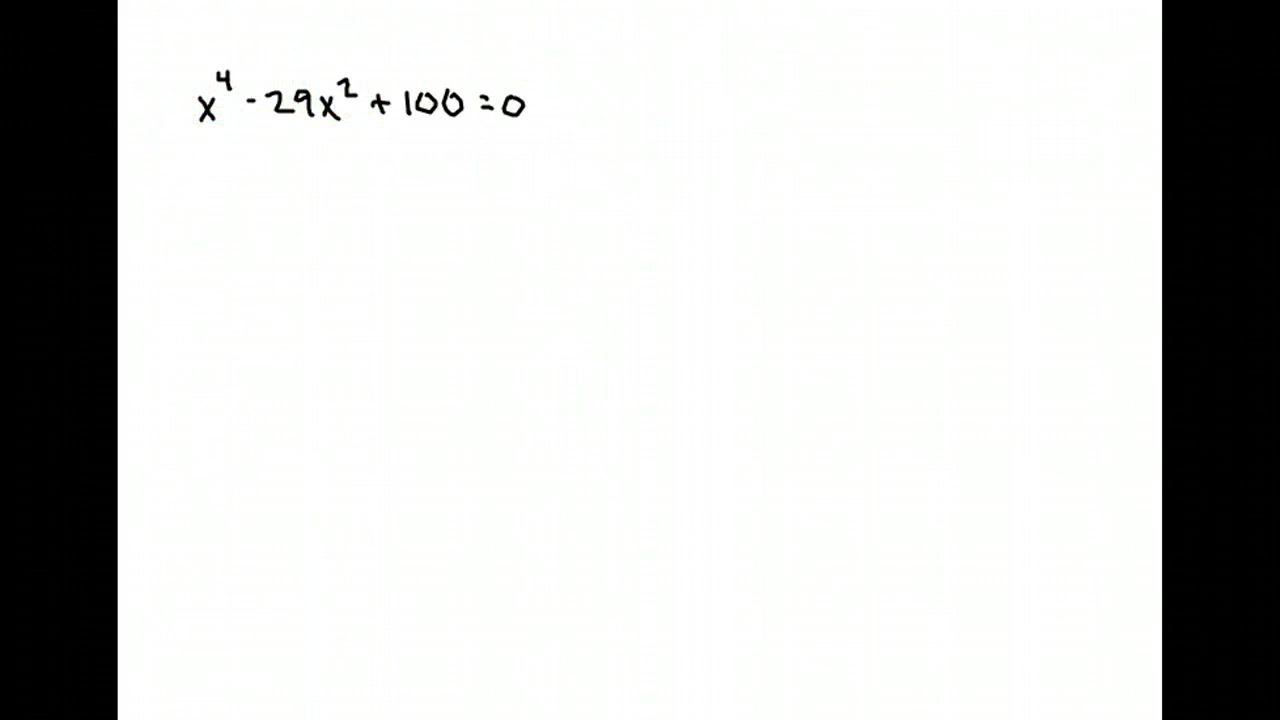 x⁴ - 29x² + 100 = 0